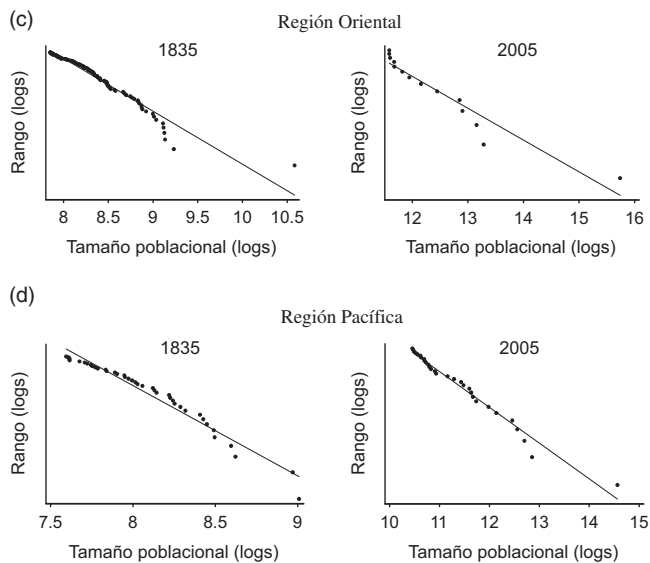 (c)
Región Oriental
1835
2005
Rango (logs)
Rango (logs)
8 8.5 9 9.5 10 10.5
12 13 14 15 16
Tamaño poblacional (logs)
Tamaño poblacional (logs)
(d)
Región Pacífica
1835
2005
Rango (logs)
Rango (logs)
7.5 8 8.5 9
10 11 12 13 14 15
Tamaño poblacional (logs)
Tamaño poblacional (logs)